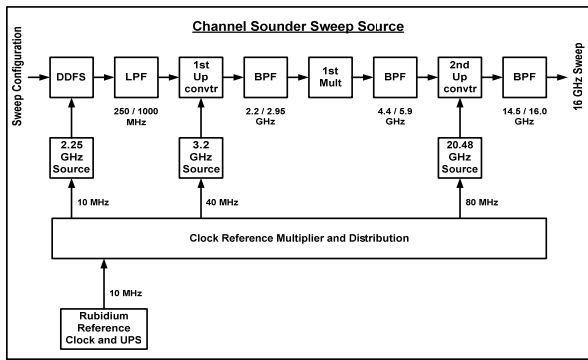 Channel Sounder Sweep Source
Sweep Configuration
DDFS
LPF
1st
Up
convtr
BPF
1st
Mult
BPF
2nd
Up
convtr
BPF
16 GHz Sweep
250 / 1000
MHz
2.2 / 2.95
GHz
4.4 / 5.9
GHz
14.5 / 16.0
GHz
2.25
GHz
Source
3.2
GHz
Source
20.48
GHz
Source
10 MHz
40 MHz
80 MHz
Clock Reference Multiplier and Distribution
10 MHz
Rubidium
Reference
Clock and UPS